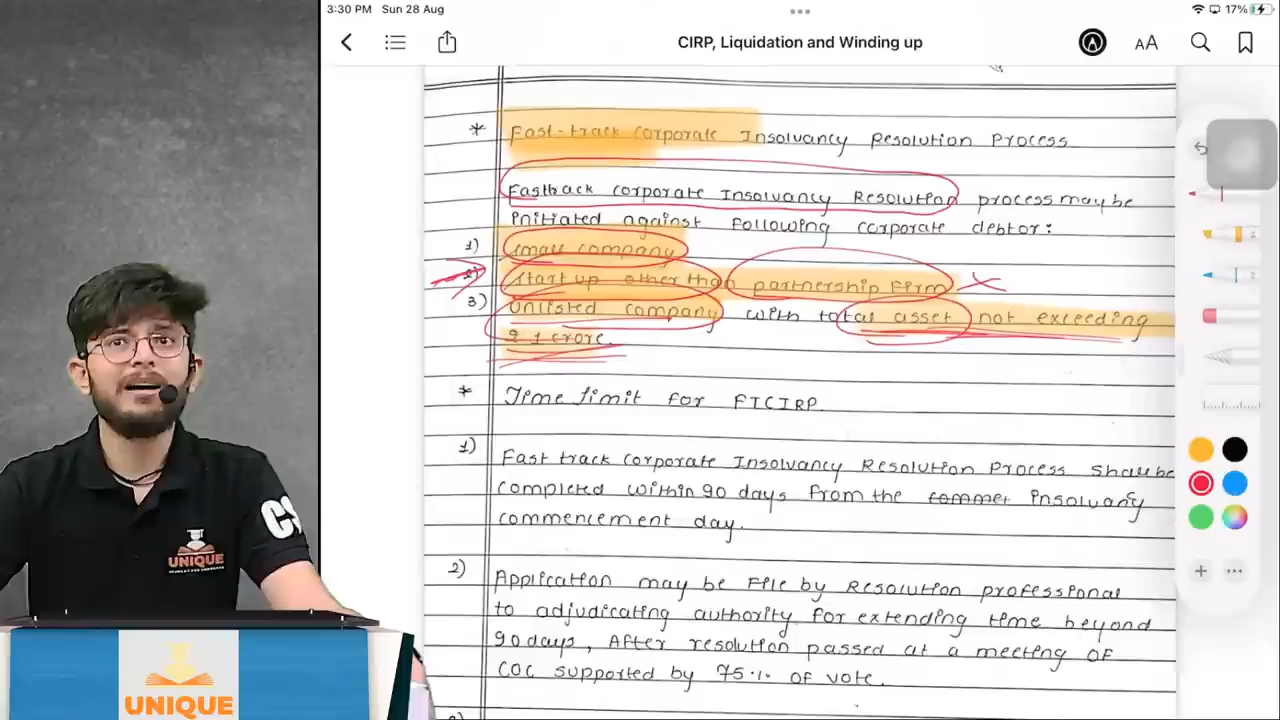 3:30 PM Sun 28 Aug
17%
CIRP, Liquidation and Winding up
AA
* Fast-track corporate Insolvancy Resolution Process
Fasttrack corporate Insolvancy Resolution process may be
initiated against following corporate debtor:
1) small company
2) Start up other than partnership Firm
3) Unlisted company with total asset not exceeding
1 crore.
* Time limit for FTCIRP.
1) Fast track corporate Insolvancy Resolution Process shall be
completed within 90 days from the commer insolvany
commencement day.
2) Application may be File by Resolution professional
to adjudicating authority for extending time beyond
90 days, After resolution passed at a meeting of
COC supported by 75% of vote.
CS
UNIQUE
UNIQUE